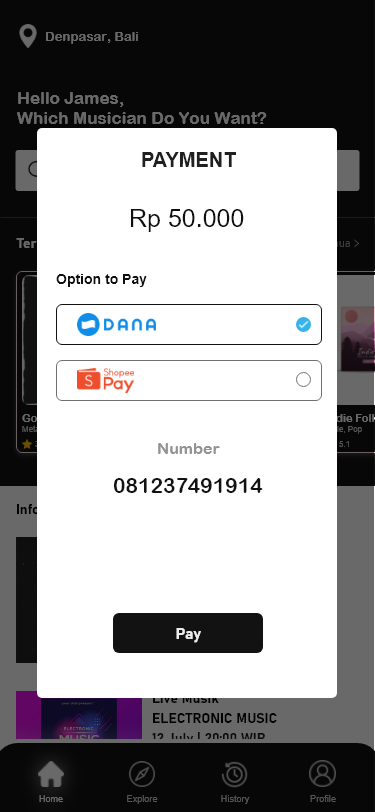 Denpasar, Bali
Hello James,
Which Musician Do You Want?
PAYMENT
Rp 50.000
Ter
Option to Pay
DANA
S Shopee
Pay
Go
die Folk
Pop
5.1
Number
081237491914
Info
Pay
Live Musik
ELECTRONIC MUSIC
12 July | 20:00 WIB
ELECTRONIC
MUSIC
Home
Explore
History
Profile